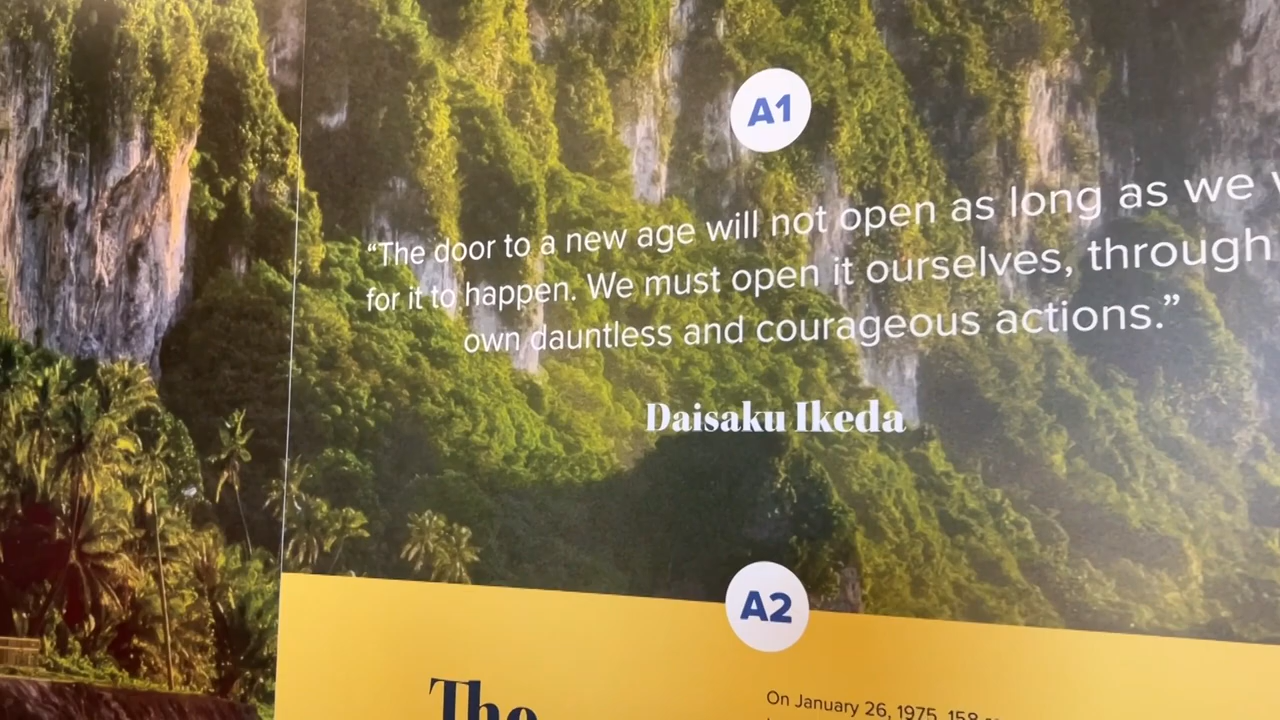 A1
“The door to a new age will not open as long as we
for it to happen. We must open it ourselves, through
own dauntless and courageous actions.”
Daisaku Ikeda
A2
The
On January 26, 1975, 158